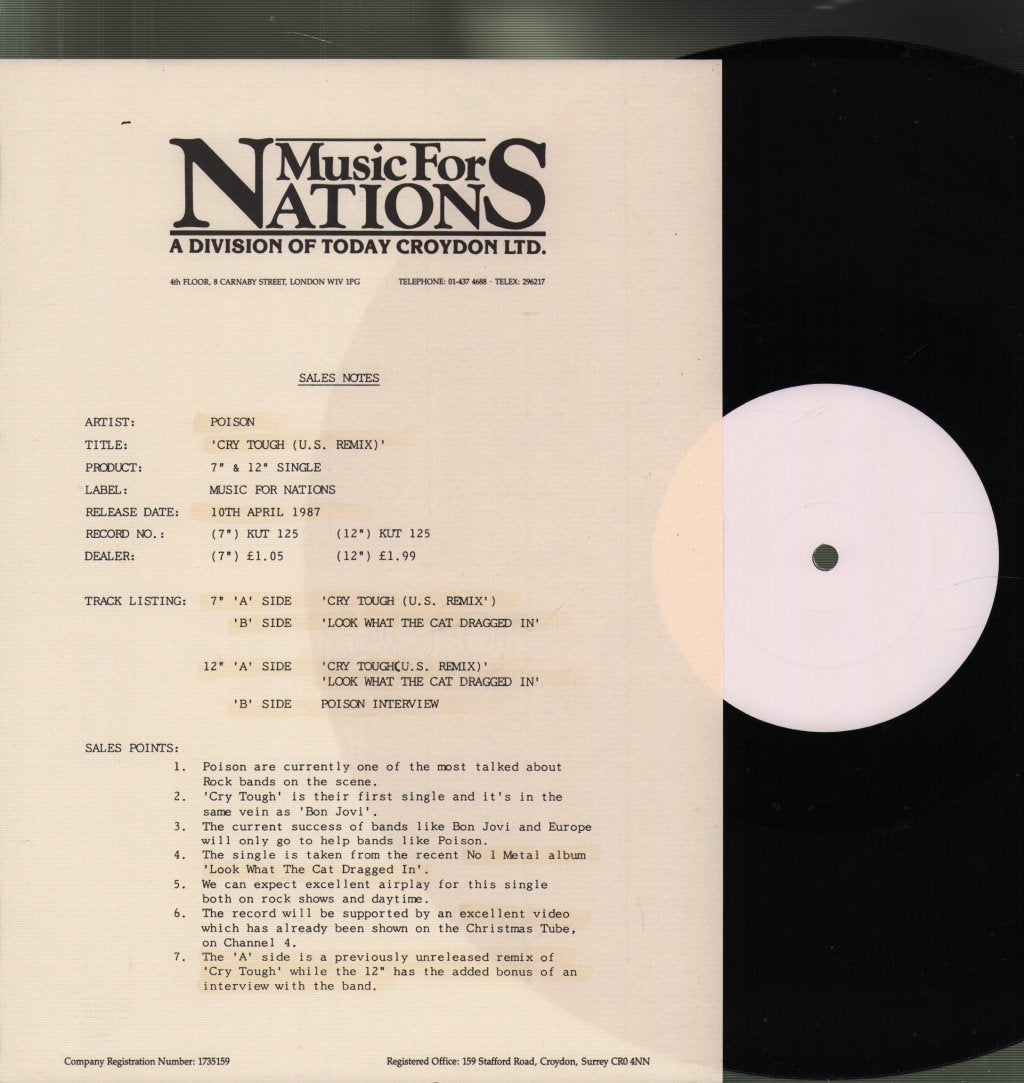 Music For
NATIONS
A DIVISION OF TODAY CROYDON LTD.
4th FLOOR, 8 CARNABY STREET, LONDON W1V 1PG TELEPHONE: 01-437 4688 · TELEX: 296217
SALES NOTES
ARTIST: POISON
TITLE: 'CRY TOUGH (U.S. REMIX)'
PRODUCT: 7" & 12" SINGLE
LABEL: MUSIC FOR NATIONS
RELEASE DATE: 10TH APRIL 1987
RECORD NO.: (7") KUT 125 (12") KUT 125
DEALER: (7") £1.05 (12") £1.99
TRACK LISTING: 7" 'A' SIDE 'CRY TOUGH (U.S. REMIX')
'B' SIDE 'LOOK WHAT THE CAT DRAGGED IN'
12" 'A' SIDE 'CRY TOUGH(U.S. REMIX)'
'LOOK WHAT THE CAT DRAGGED IN'
'B' SIDE POISON INTERVIEW
SALES POINTS:
1. Poison are currently one of the most talked about
Rock bands on the scene.
2. 'Cry Tough' is their first single and it's in the
same vein as 'Bon Jovi'.
3. The current success of bands like Bon Jovi and Europe
will only go to help bands like Poison.
4. The single is taken from the recent No 1 Metal album
'Look What The Cat Dragged In'.
5. We can expect excellent airplay for this single
both on rock shows and daytime.
6. The record will be supported by an excellent video
which has already been shown on the Christmas Tube,
on Channel 4.
7. The 'A' side is a previously unreleased remix of
'Cry Tough' while the 12" has the added bonus of an
interview with the band.
Company Registration Number: 1735159 Registered Office: 159 Stafford Road, Croydon, Surrey CR0 4NN